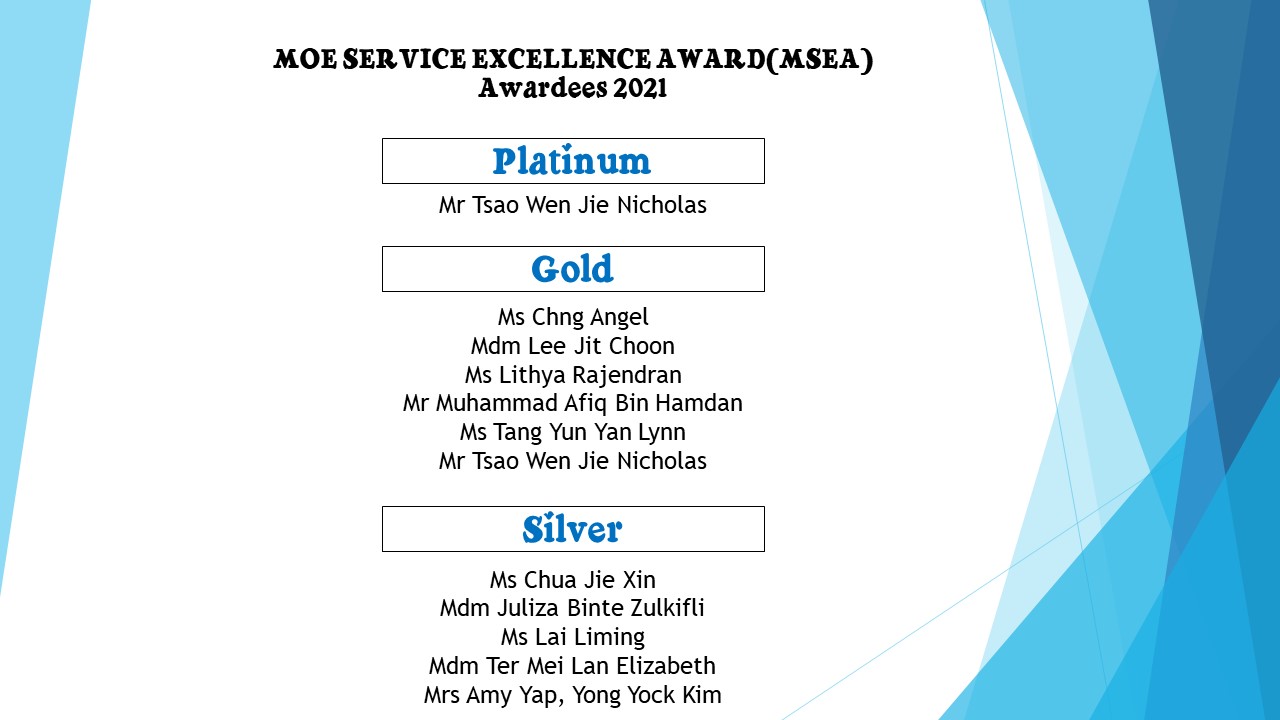 MOE SERVICE EXCELLENCE AWARD(MSEA)
Awardees 2021
Platinum
Mr Tsao Wen Jie Nicholas
Gold
Ms Chng Angel
Mdm Lee Jit Choon
Ms Lithya Rajendran
Mr Muhammad Afiq Bin Hamdan
Ms Tang Yun Yan Lynn
Mr Tsao Wen Jie Nicholas
Silver
Ms Chua Jie Xin
Mdm Juliza Binte Zulkifli
Ms Lai Liming
Mdm Ter Mei Lan Elizabeth
Mrs Amy Yap, Yong Yock Kim